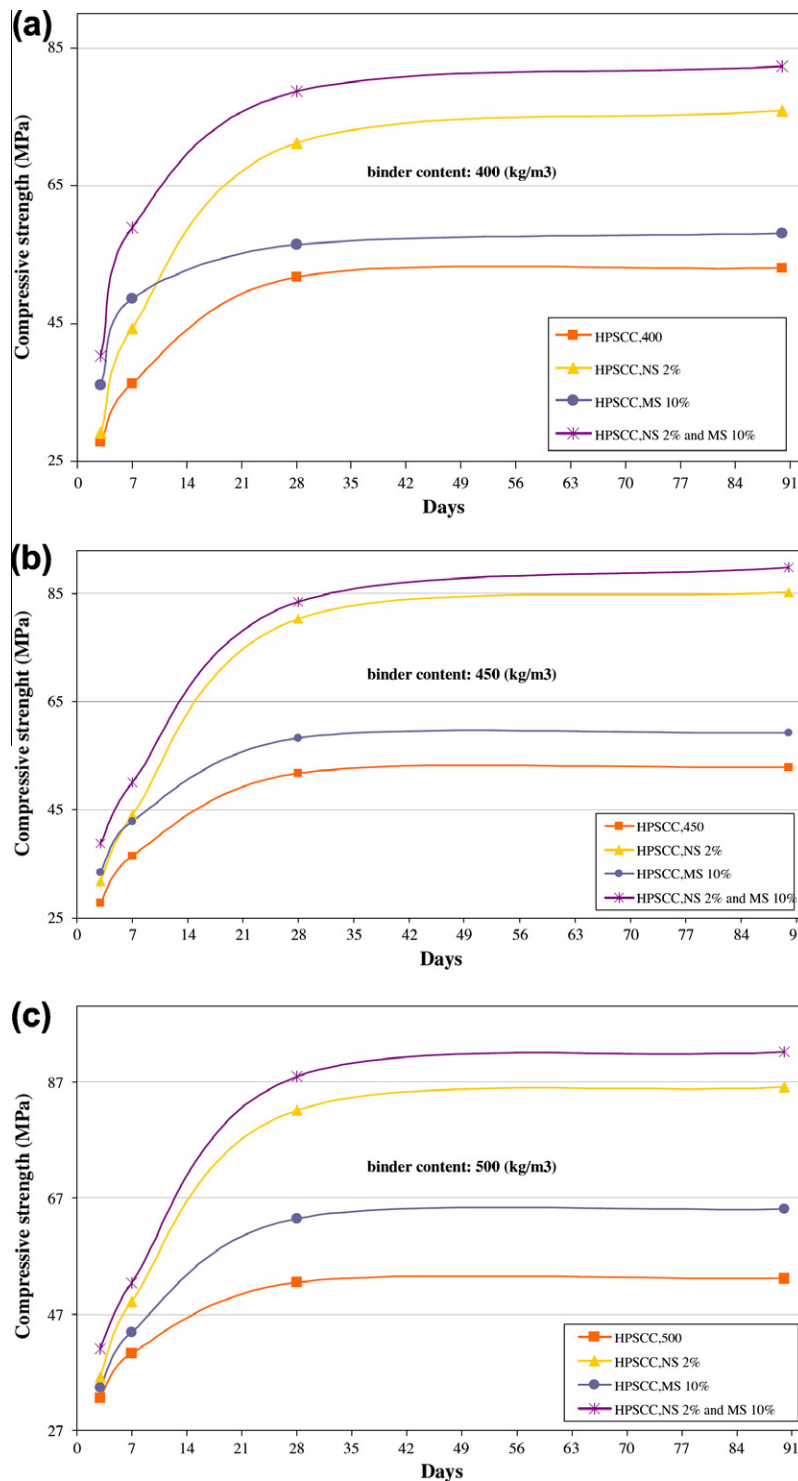 (a)
85
65
45
25
Compressive strength (MPa)
binder content: 400 (kg/m3)
HPSCC,400
HPSCC,NS 2%
HPSCC,MS 10%
HPSCC,NS 2% and MS 10%
0 7 14 21 28 35 42 49 56 63 70 77 84 91
Days
(b)
85
65
45
25
Compressive strenght (MPa)
binder content: 450 (kg/m3)
HPSCC,450
HPSCC,NS 2%
HPSCC,MS 10%
HPSCC,NS 2% and MS 10%
0 7 14 21 28 35 42 49 56 63 70 77 84 9
Days
(c)
87
67
47
27
Compressive strength (MPa)
binder content: 500 (kg/m3)
HPSCC,500
HPSCC,NS 2%
HPSCC,MS 10%
HPSCC,NS 2% and MS 10%
0 7 14 21 28 35 42 49 56 63 70 77 84 91
Days